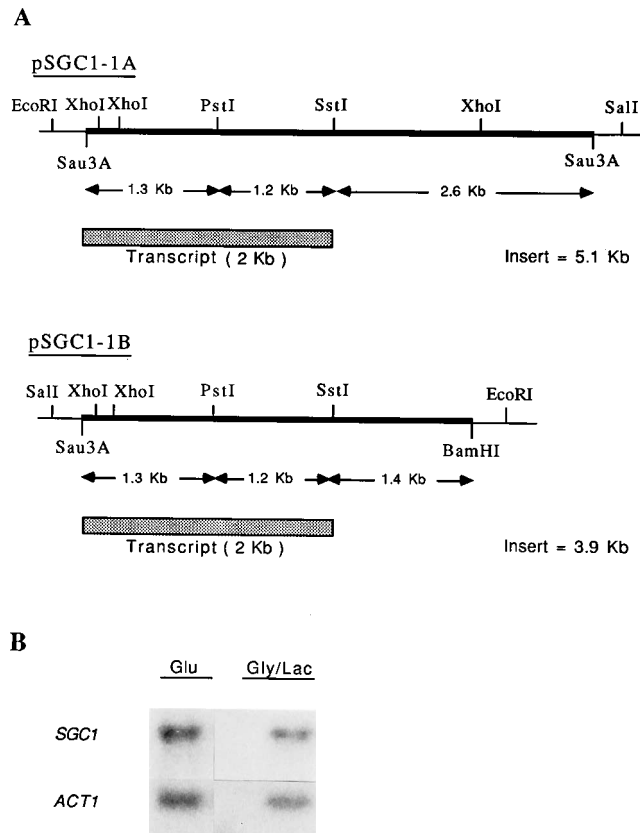 A
pSGC1-1A
EcoRI XhoI XhoI PstI SstI XhoI SalI
Sau3A Sau3A
1.3 Kb 1.2 Kb 2.6 Kb
Transcript ( 2 Kb )
Insert = 5.1 Kb
pSGC1-1B
SalI XhoI XhoI PstI SstI EcoRI
Sau3A BamHI
1.3 Kb 1.2 Kb 1.4 Kb
Transcript ( 2 Kb )
Insert = 3.9 Kb
B
Glu Gly/Lac
SGC1
ACT1